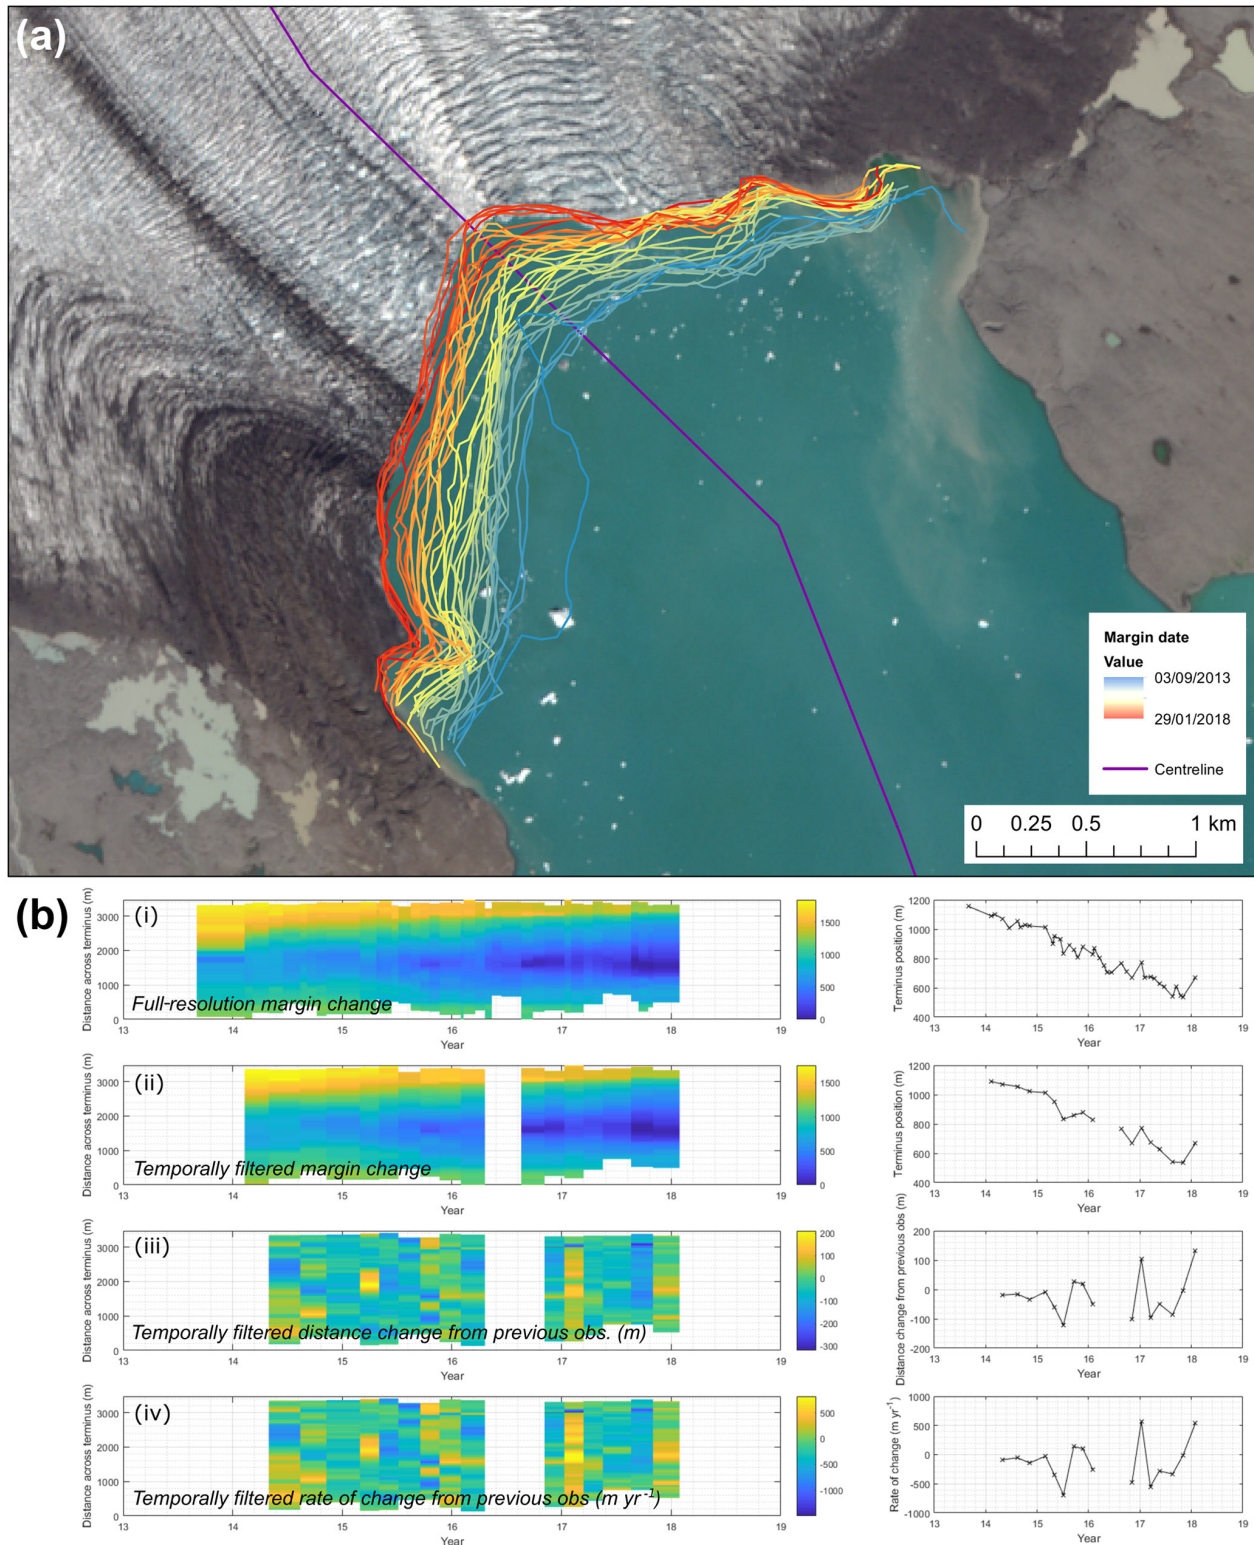 (a)
Margin date
Value
03/09/2013
29/01/2018
Centreline
0 0.25 0.5 1 km
(b)
Distance across terminus (m)
3000
2000
1000
0
(i)
Full-resolution margin change
13 14 15 16 17 18 19
Year
1500
1000
500
0
Terminus position (m)
1200
1000
800
600
400
13 14 15 16 17 18 19
Year
Distance across terminus (m)
3000
2000
1000
0
(ii)
Temporally filtered margin change
13 14 15 16 17 18 19
Year
1500
1000
500
0
Terminus position (m)
1200
1000
800
600
400
13 14 15 16 17 18 19
Year
Distance across terminus (m)
3000
2000
1000
0
(iii)
Temporally filtered distance change from previous obs. (m)
13 14 15 16 17 18 19
Year
200
100
0
-100
-200
-300
Distance change from previous obs (m)
200
100
0
-100
-200
13 14 15 16 17 18 19
Year
Distance across terminus (m)
3000
2000
1000
0
(iv)
Temporally filtered rate of change from previous obs (m yr⁻¹)
13 14 15 16 17 18 19
Year
500
0
-500
-1000
Rate of change (m yr⁻¹)
1000
500
0
-500
-1000
13 14 15 16 17 18 19
Year